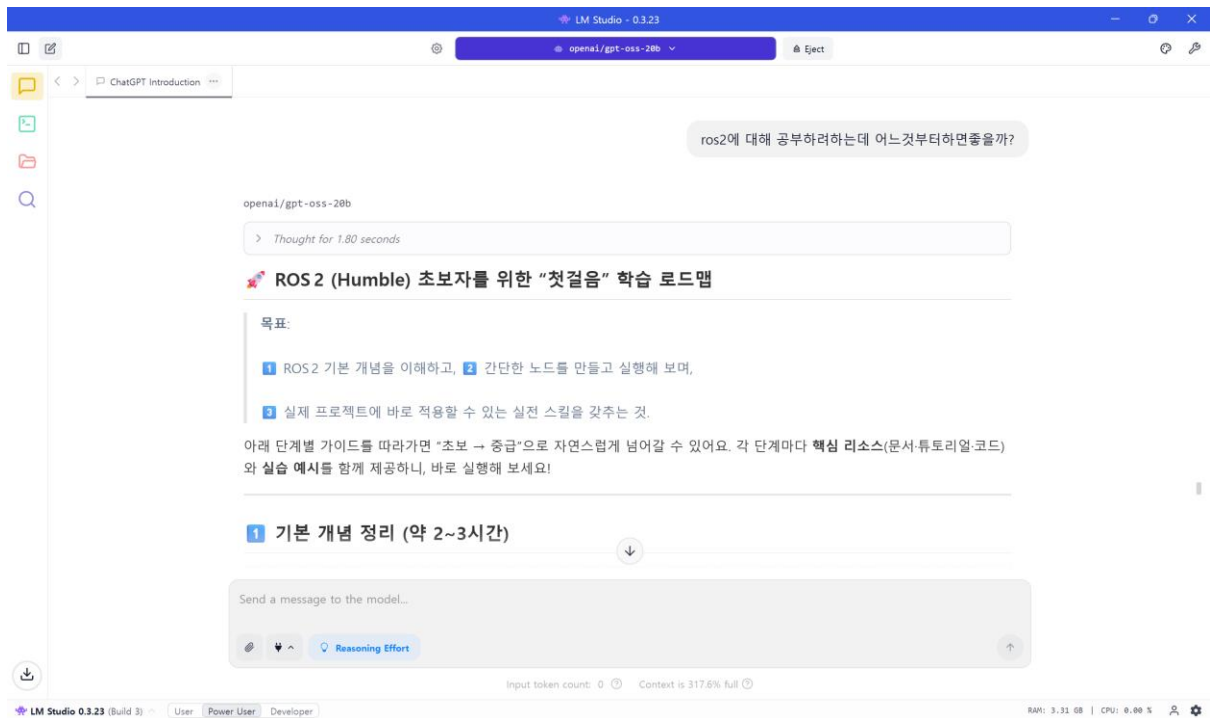 LM Studio - 0.3.23
openai/gpt-oss-20b
Eject
ChatGPT Introduction
ros2에 대해 공부하려하는데 어느것부터하면좋을까?
openai/gpt-oss-20b
Thought for 1.80 seconds
🚀 ROS 2 (Humble) 초보자를 위한 “첫걸음” 학습 로드맵
목표:
1️⃣ ROS 2 기본 개념을 이해하고, 2️⃣ 간단한 노드를 만들고 실행해 보며,
3️⃣ 실제 프로젝트에 바로 적용할 수 있는 실전 스킬을 갖추는 것.
아래 단계별 가이드를 따라가면 “초보 → 중급”으로 자연스럽게 넘어갈 수 있어요. 각 단계마다 핵심 리소스(문서·튜토리얼·코드)
와 실습 예시를 함께 제공하니, 바로 실행해 보세요!
1️⃣ 기본 개념 정리 (약 2~3시간)
Send a message to the model...
Reasoning Effort
Input token count: 0 Context is 317.6% full
LM Studio 0.3.23 (Build 3) User Power User Developer RAM: 3.31 GB | CPU: 0.00 %